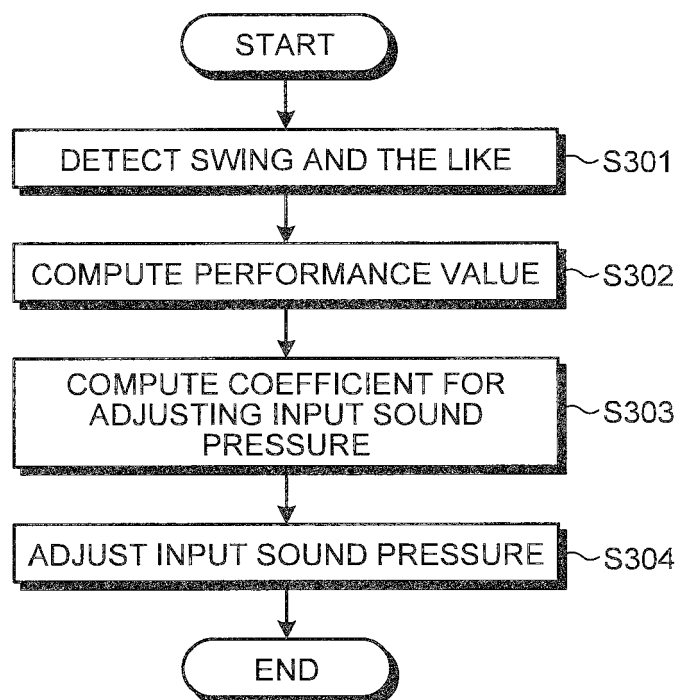 START
DETECT SWING AND THE LIKE
S301
COMPUTE PERFORMANCE VALUE
S302
COMPUTE COEFFICIENT FOR
ADJUSTING INPUT SOUND
PRESSURE
S303
ADJUST INPUT SOUND PRESSURE
S304
END